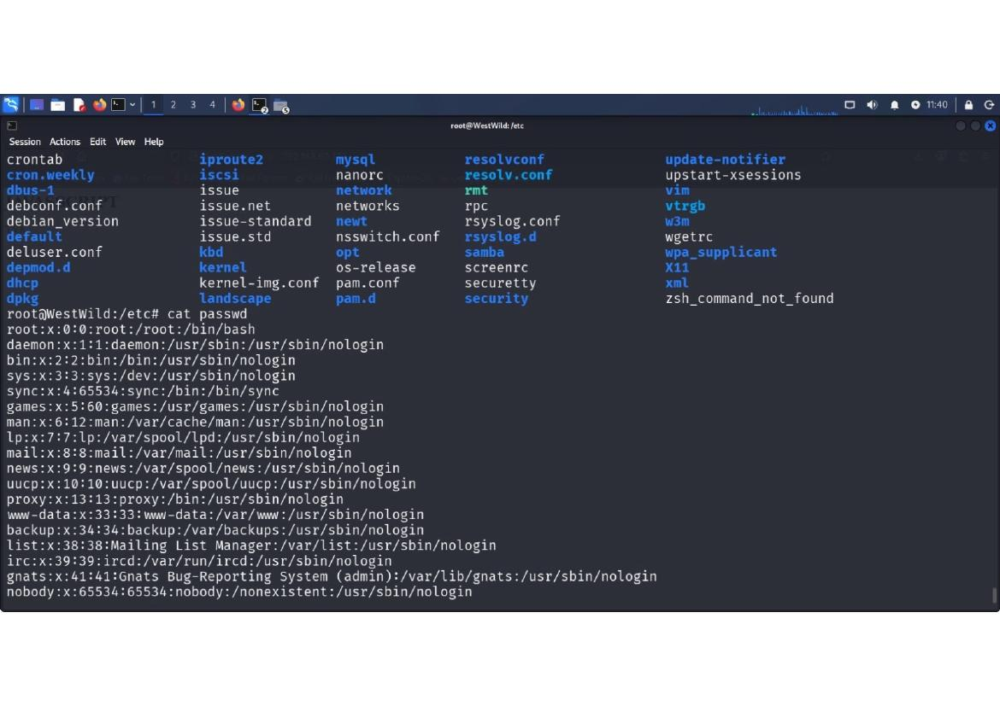 1 2 3 4 2 5 11:40
root@WestWild: /etc
Session Actions Edit View Help
crontab iproute2 mysql resolvconf update-notifier
cron.weekly iscsi nanorc resolv.conf upstart-xsessions
dbus-1 issue network rmt vim
debconf.conf issue.net networks rpc vtrgb
debian_version issue-standard newt rsyslog.conf w3m
default issue.std nsswitch.conf rsyslog.d wgetrc
deluser.conf kbd opt samba wpa_supplicant
depmod.d kernel os-release screenrc X11
dhcp kernel-img.conf pam.conf securetty xml
dpkg landscape pam.d security zsh_command_not_found
root@WestWild:/etc# cat passwd
root:x:0:0:root:/root:/bin/bash
daemon:x:1:1:daemon:/usr/sbin:/usr/sbin/nologin
bin:x:2:2:bin:/bin:/usr/sbin/nologin
sys:x:3:3:sys:/dev:/usr/sbin/nologin
sync:x:4:65534:sync:/bin:/bin/sync
games:x:5:60:games:/usr/games:/usr/sbin/nologin
man:x:6:12:man:/var/cache/man:/usr/sbin/nologin
lp:x:7:7:lp:/var/spool/lpd:/usr/sbin/nologin
mail:x:8:8:mail:/var/mail:/usr/sbin/nologin
news:x:9:9:news:/var/spool/news:/usr/sbin/nologin
uucp:x:10:10:uucp:/var/spool/uucp:/usr/sbin/nologin
proxy:x:13:13:proxy:/bin:/usr/sbin/nologin
www-data:x:33:33:www-data:/var/www:/usr/sbin/nologin
backup:x:34:34:backup:/var/backups:/usr/sbin/nologin
list:x:38:38:Mailing List Manager:/var/list:/usr/sbin/nologin
irc:x:39:39:ircd:/var/run/ircd:/usr/sbin/nologin
gnats:x:41:41:Gnats Bug-Reporting System (admin):/var/lib/gnats:/usr/sbin/nologin
nobody:x:65534:65534:nobody:/nonexistent:/usr/sbin/nologin